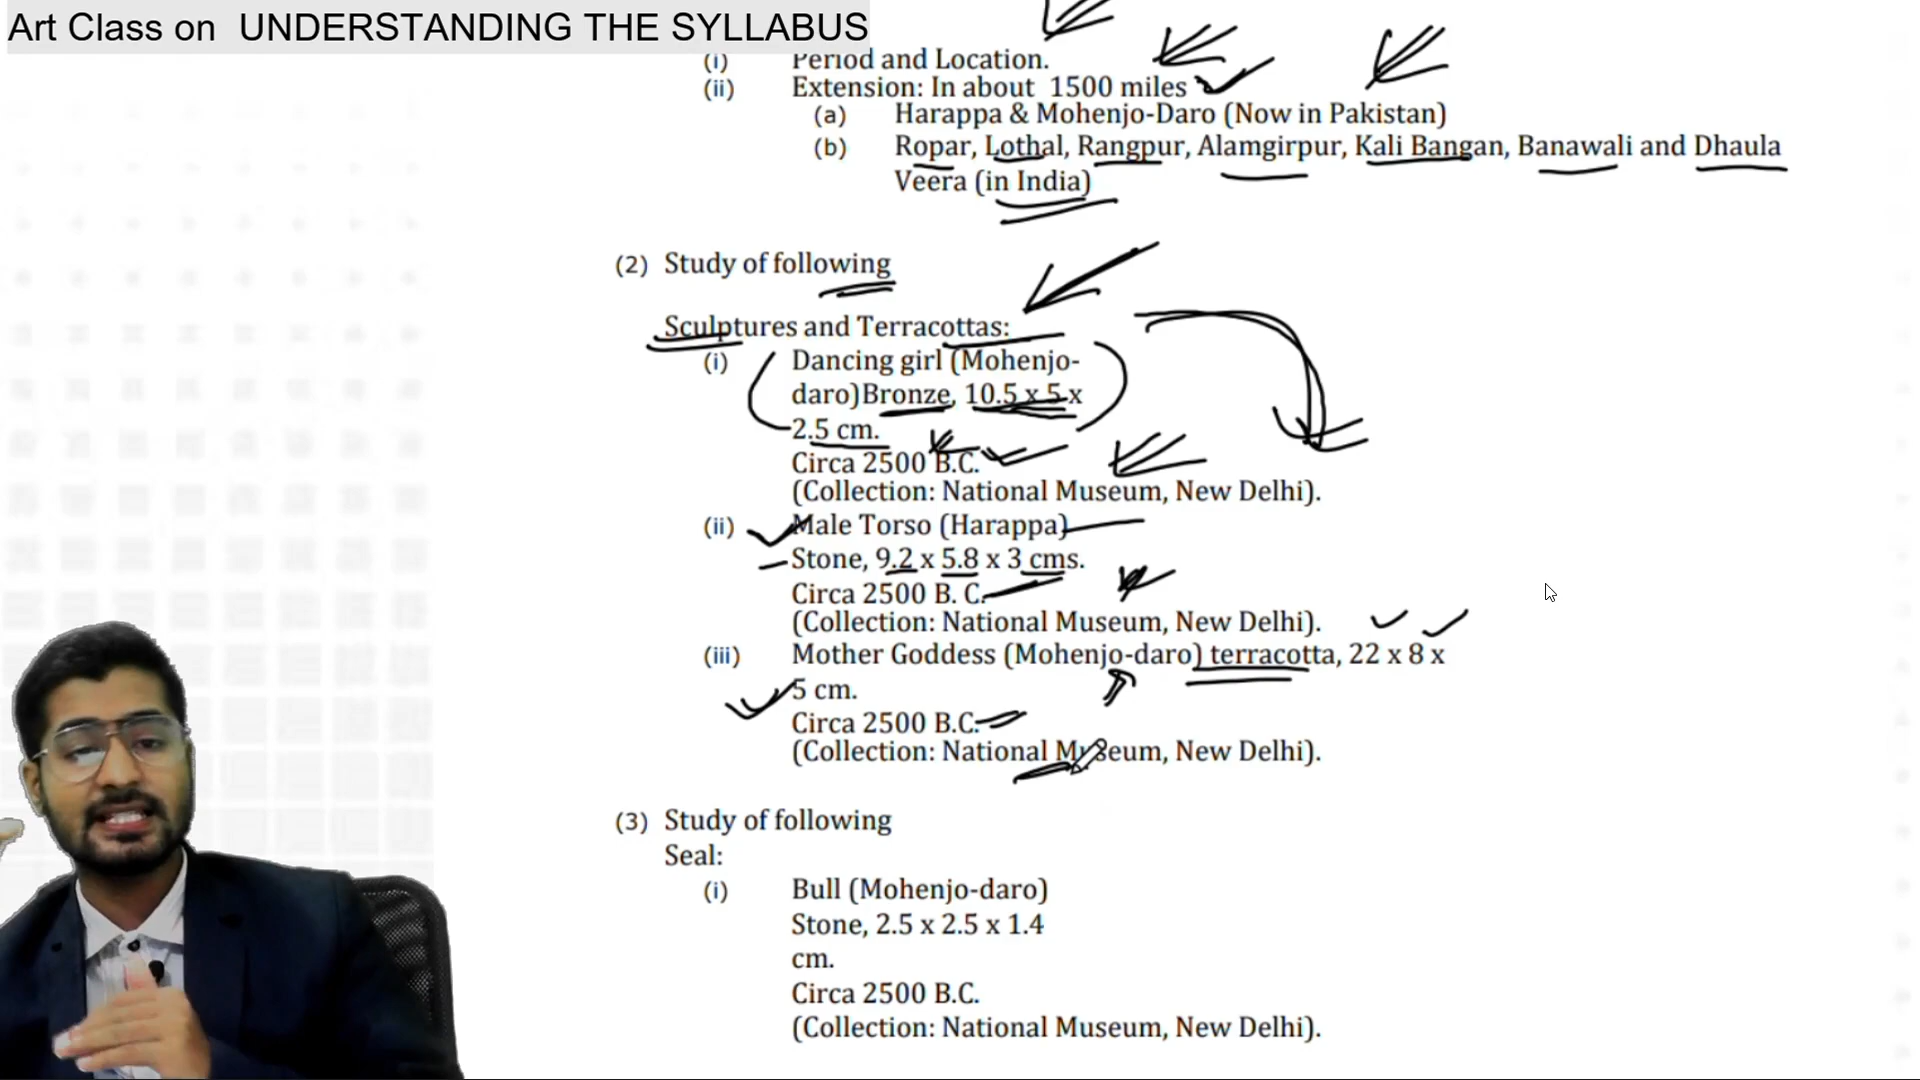 Art Class on UNDERSTANDING THE SYLLABUS
(i) Period and Location.
(ii) Extension: In about 1500 miles
(a) Harappa & Mohenjo-Daro (Now in Pakistan)
(b) Ropar, Lothal, Rangpur, Alamgirpur, Kali Bangan, Banawali and Dhaula
Veera (in India)
(2) Study of following
Sculptures and Terracottas:
(i) Dancing girl (Mohenjo-
daro)Bronze, 10.5 x 5 x
2.5 cm.
Circa 2500 B.C.
(Collection: National Museum, New Delhi).
(ii) Male Torso (Harappa)
Stone, 9.2 x 5.8 x 3 cms.
Circa 2500 B. C.
(Collection: National Museum, New Delhi).
(iii) Mother Goddess (Mohenjo-daro) terracotta, 22 x 8 x
5 cm.
Circa 2500 B.C.
(Collection: National Museum, New Delhi).
(3) Study of following
Seal:
(i) Bull (Mohenjo-daro)
Stone, 2.5 x 2.5 x 1.4
cm.
Circa 2500 B.C.
(Collection: National Museum, New Delhi).